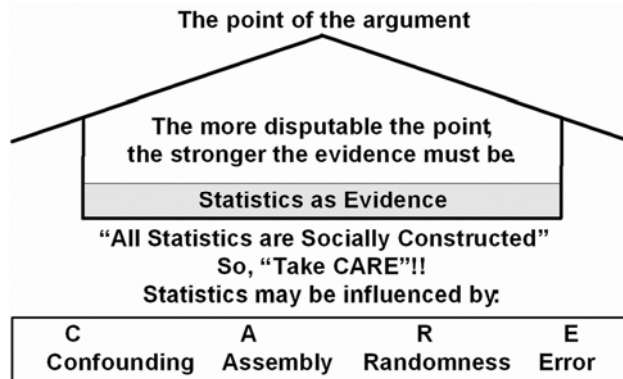 The point of the argument
The more disputable the point,
the stronger the evidence must be.
Statistics as Evidence
“All Statistics are Socially Constructed”
So, “Take CARE”!!
Statistics may be influenced by:
C A R E
Confounding Assembly Randomness Error